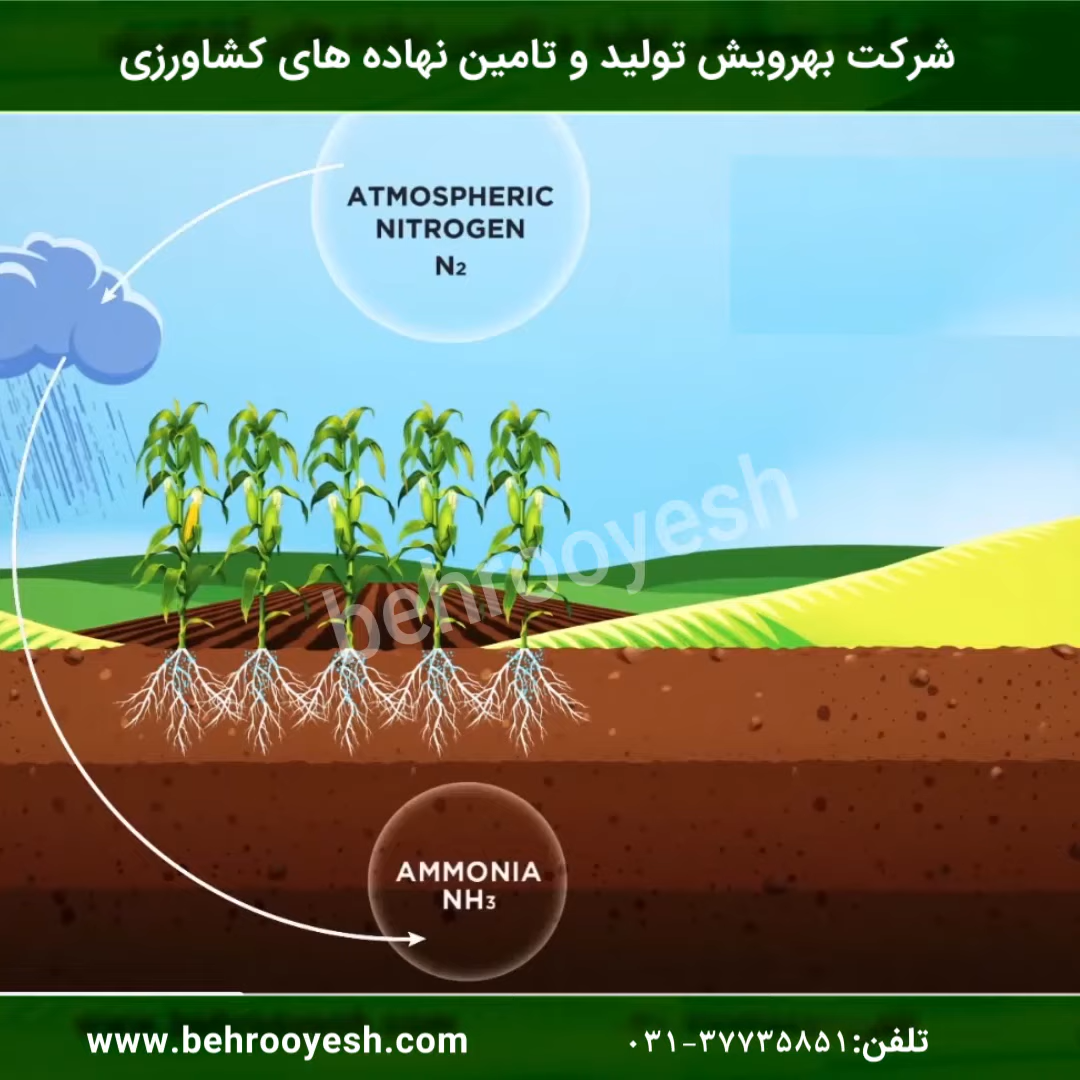 شرکت بهرویش تولید و تامین نهاده های کشاورزی
ATMOSPHERIC
NITROGEN
N₂
behrooyesh
AMMONIA
NH₃
www.behrooyesh.com
تلفن:۰۳۱-۳۷۷۳۵۸۵۱